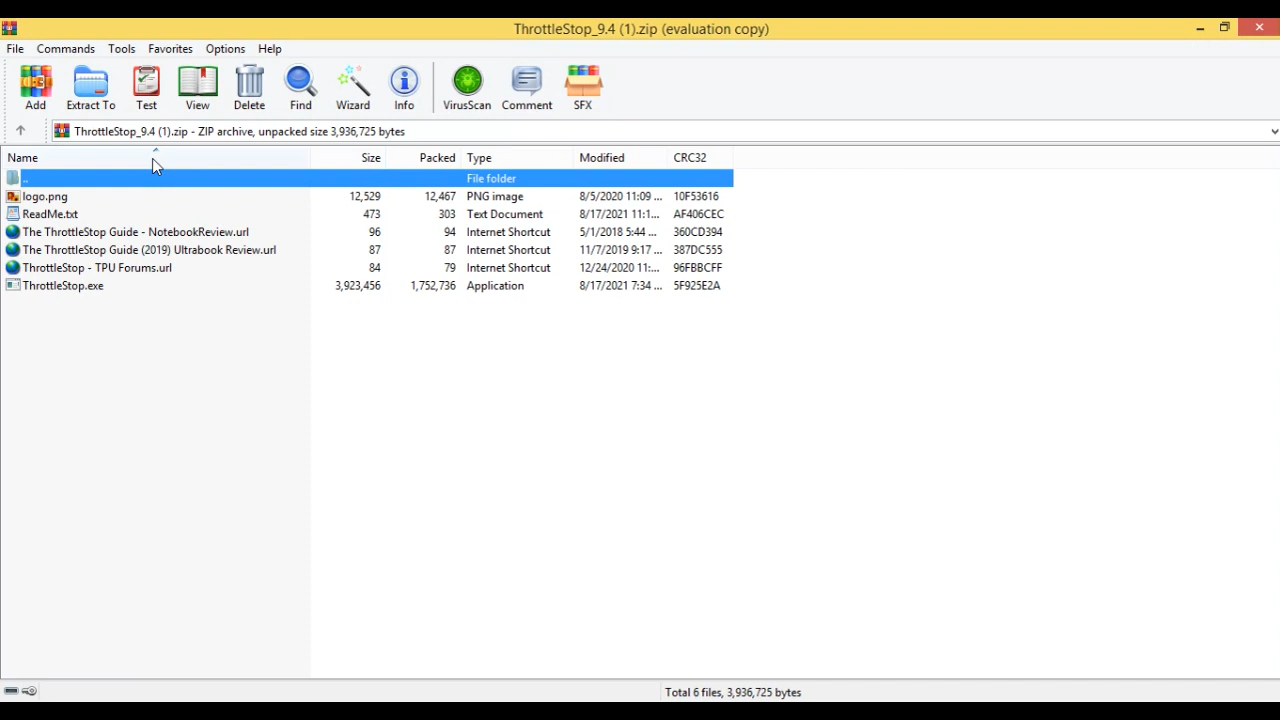 ThrottleStop_9.4 (1).zip (evaluation copy)
File Commands Tools Favorites Options Help
Add Extract To Test View Delete Find Wizard Info VirusScan Comment SFX
ThrottleStop_9.4 (1).zip - ZIP archive, unpacked size 3,936,725 bytes
Name Size Packed Type Modified CRC32
.. File folder
logo.png 12,529 12,467 PNG image 8/5/2020 11:09 ... 10F53616
ReadMe.txt 473 303 Text Document 8/17/2021 11:1... AF406CEC
The ThrottleStop Guide - NotebookReview.url 96 94 Internet Shortcut 5/1/2018 5:44 ... 360CD394
The ThrottleStop Guide (2019) Ultrabook Review.url 87 87 Internet Shortcut 11/7/2019 9:17 ... 387DC555
ThrottleStop - TPU Forums.url 84 79 Internet Shortcut 12/24/2020 11:... 96FBBCFF
ThrottleStop.exe 3,923,456 1,752,736 Application 8/17/2021 7:34 ... 5F925E2A
Total 6 files, 3,936,725 bytes